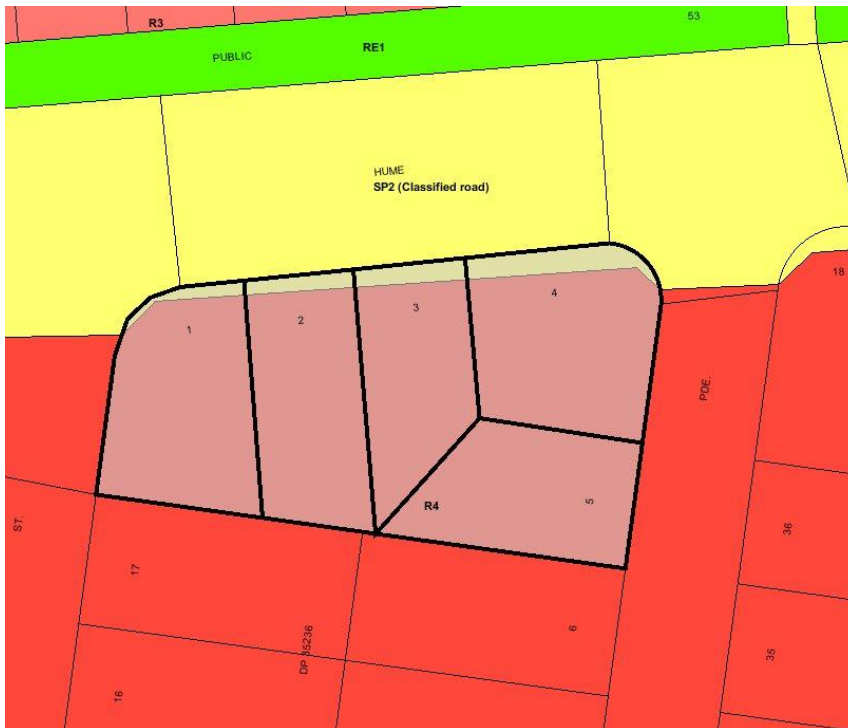 R3
53
PUBLIC
RE1
HUME
SP2 (Classified road)
18
1
2
3
4
PDE.
R4
5
ST.
36
17
DP 35236
6
35
16